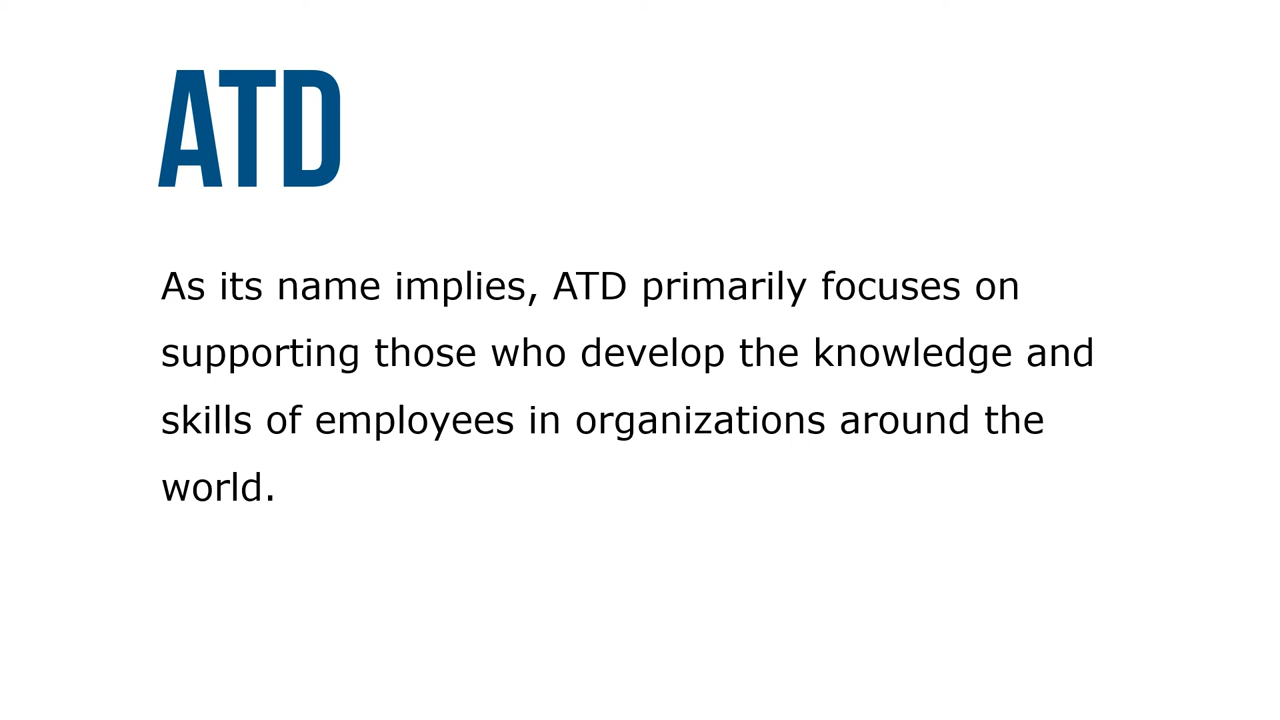 ATD
As its name implies, ATD primarily focuses on
supporting those who develop the knowledge and
skills of employees in organizations around the
world.